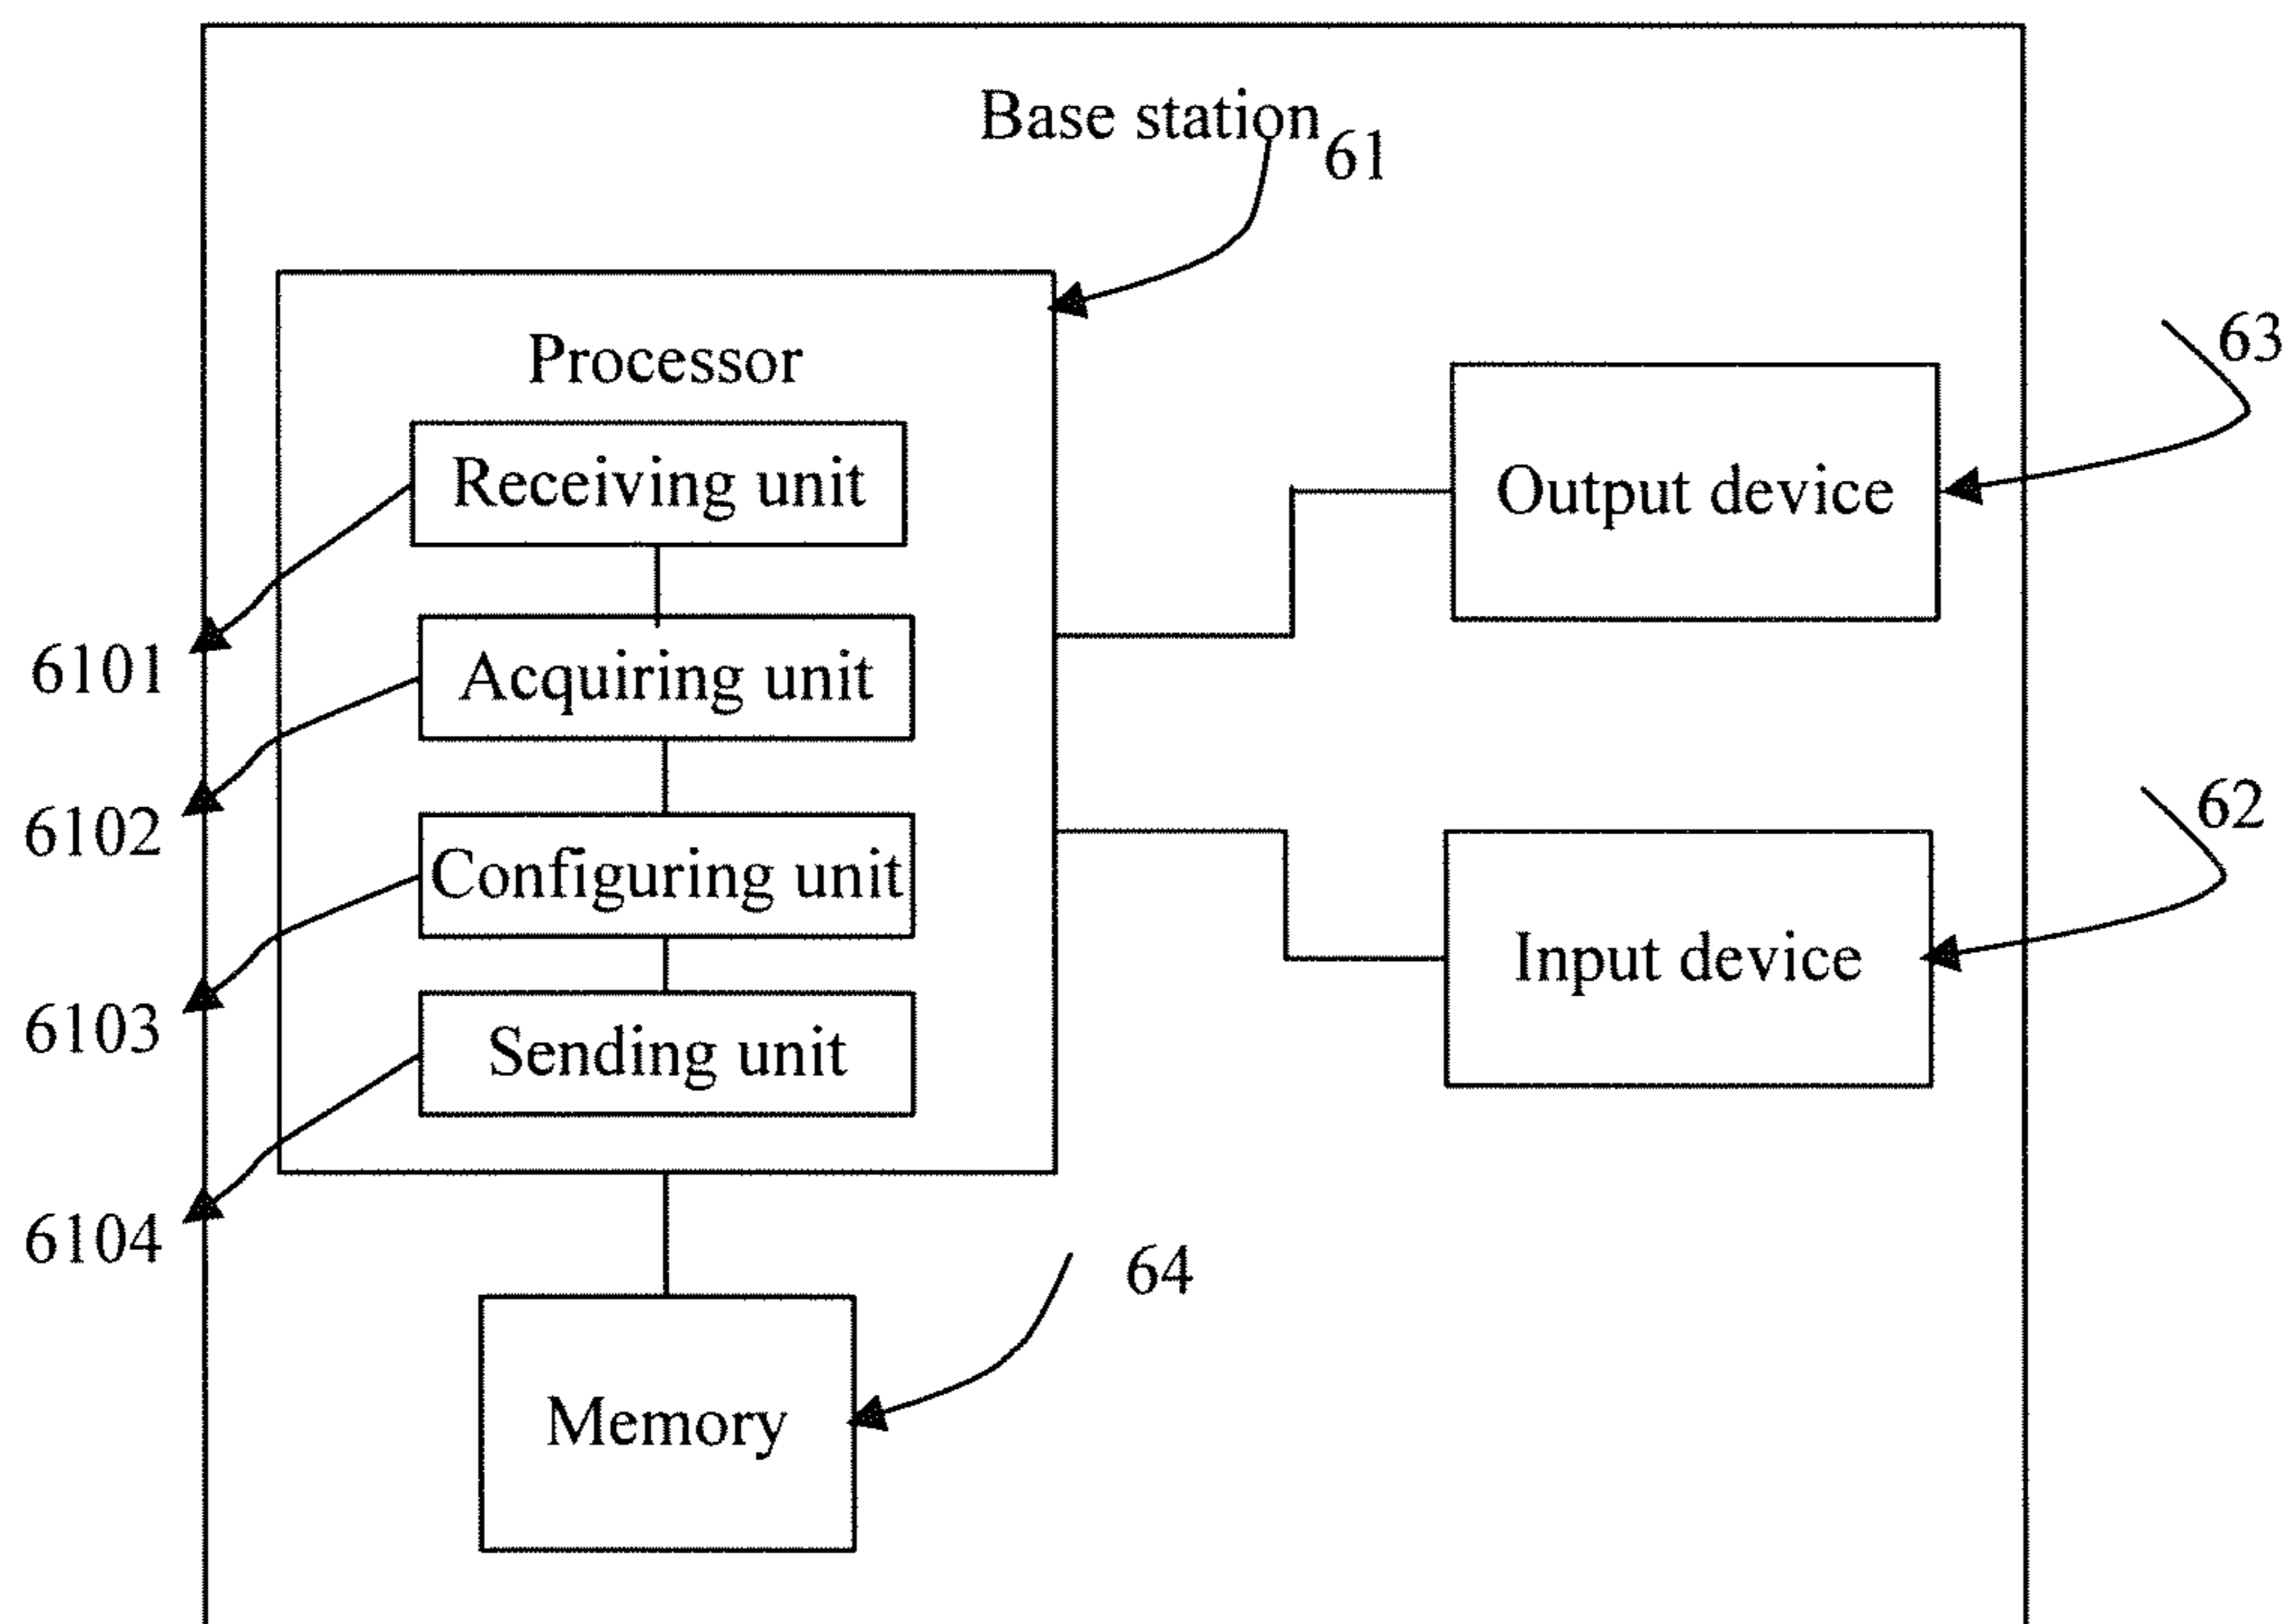 Base station
61
Processor
63
Receiving unit
Output device
6101
Acquiring unit
6102
62
Configuring unit
Input device
6103
Sending unit
6104
64
Memory